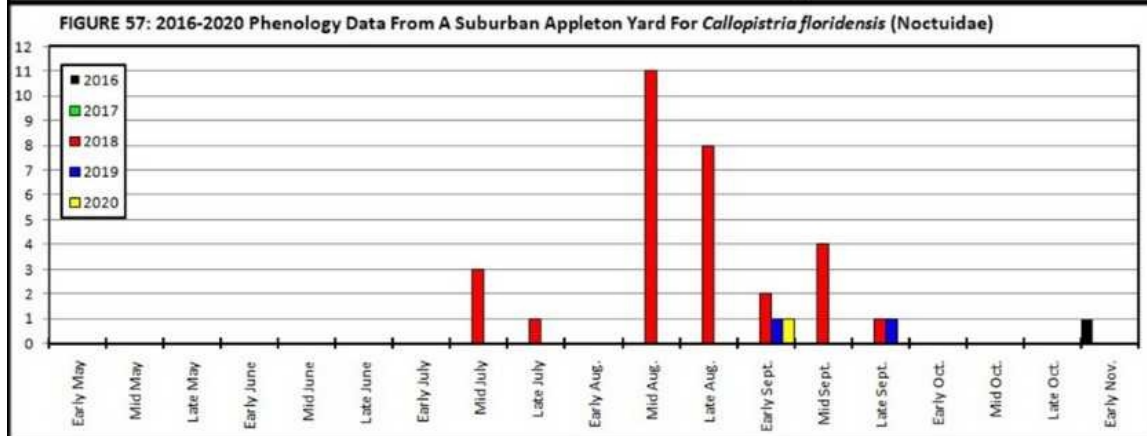 FIGURE 57: 2016-2020 Phenology Data From A Suburban Appleton Yard For Callopistria floridensis (Noctuidae)
12
11
10
9
8
7
6
5
4
3
2
1
0
2016
2017
2018
2019
2020
Early May
Mid May
Late May
Early June
Mid June
Late June
Early July
Mid July
Late July
Early Aug.
Mid Aug.
Late Aug.
Early Sept.
Mid Sept.
Late Sept.
Early Oct.
Mid Oct.
Late Oct.
Early Nov.